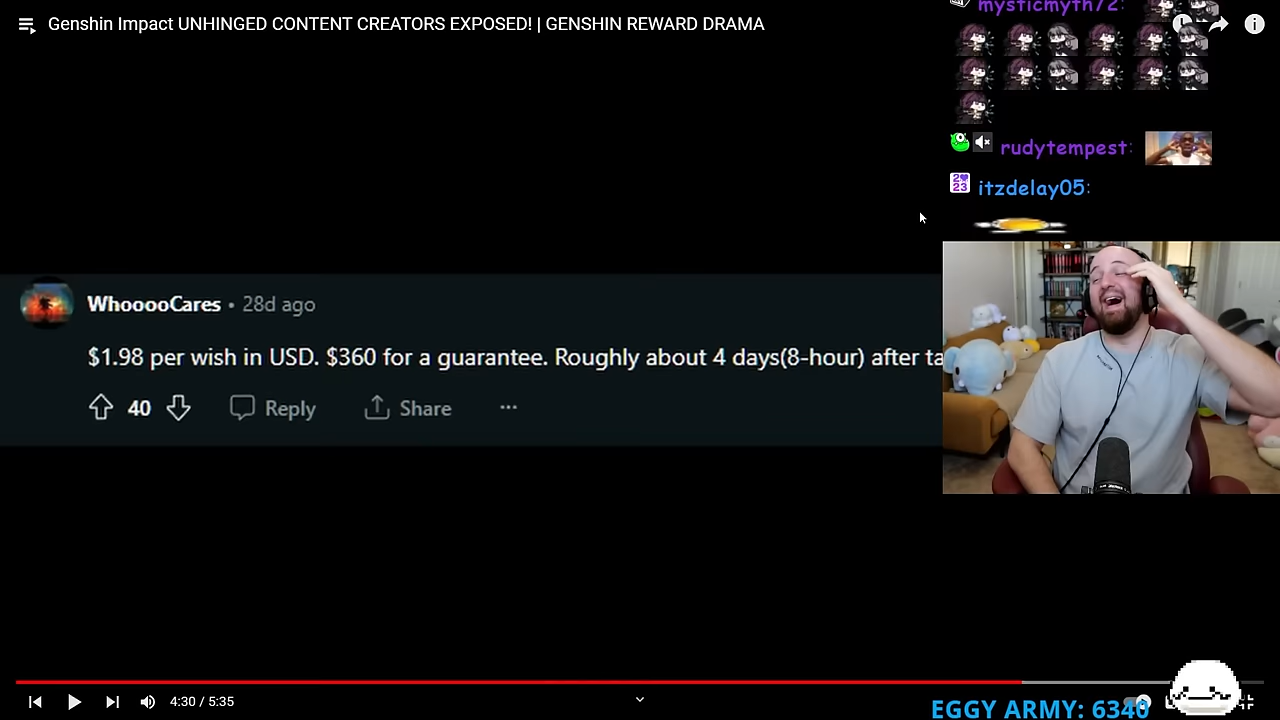 Genshin Impact UNHINGED CONTENT CREATORS EXPOSED! | GENSHIN REWARD DRAMA
mysticmyth72:
rudytempest:
itzdelay05:
WhooooCares • 28d ago
$1.98 per wish in USD. $360 for a guarantee. Roughly about 4 days(8-hour) after ta
40 Reply Share ...
4:30 / 5:35
EGGY ARMY: 6340